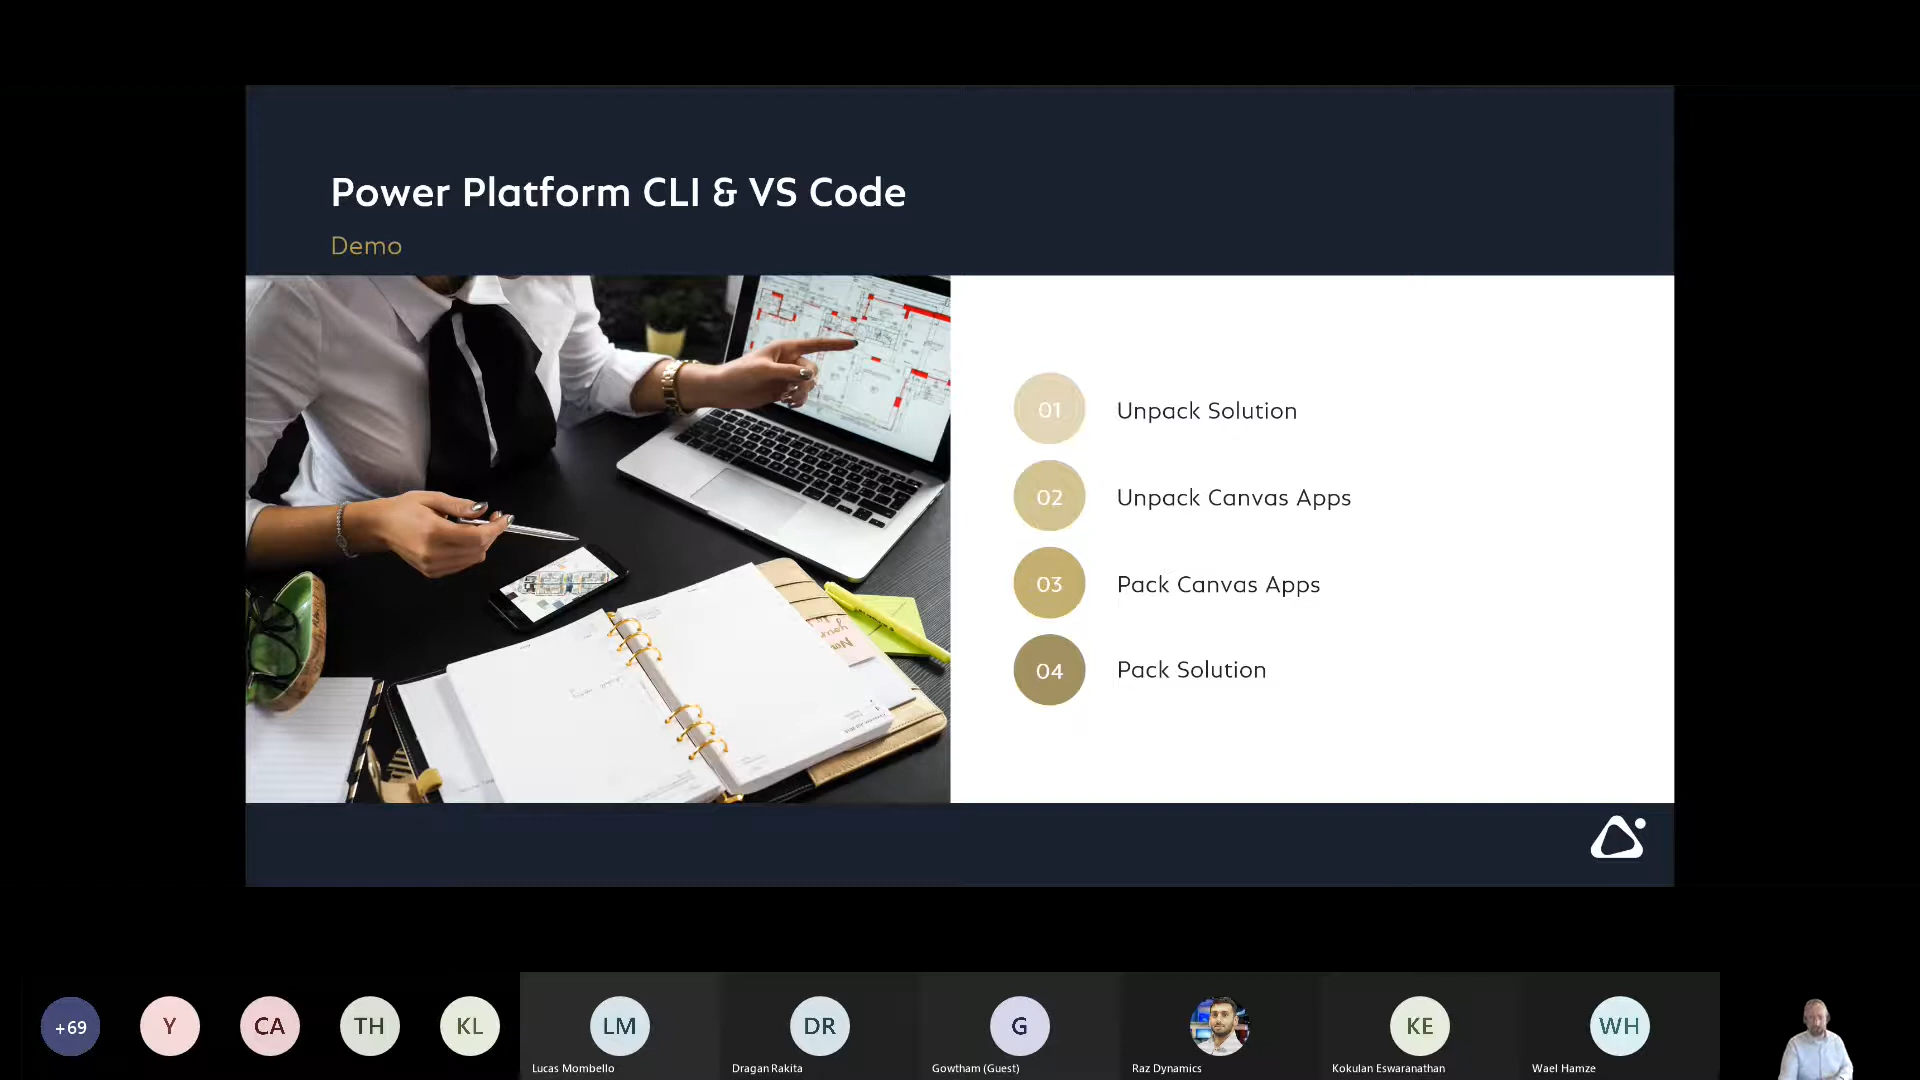 Power Platform CLI & VS Code
Demo
01 Unpack Solution
02 Unpack Canvas Apps
03 Pack Canvas Apps
04 Pack Solution
+69 Y CA TH KL LM DR G KE WH
Lucas Mombello Dragan Rakita Gowtham (Guest) Raz Dynamics Kokulan Eswaranathan Wael Hamze